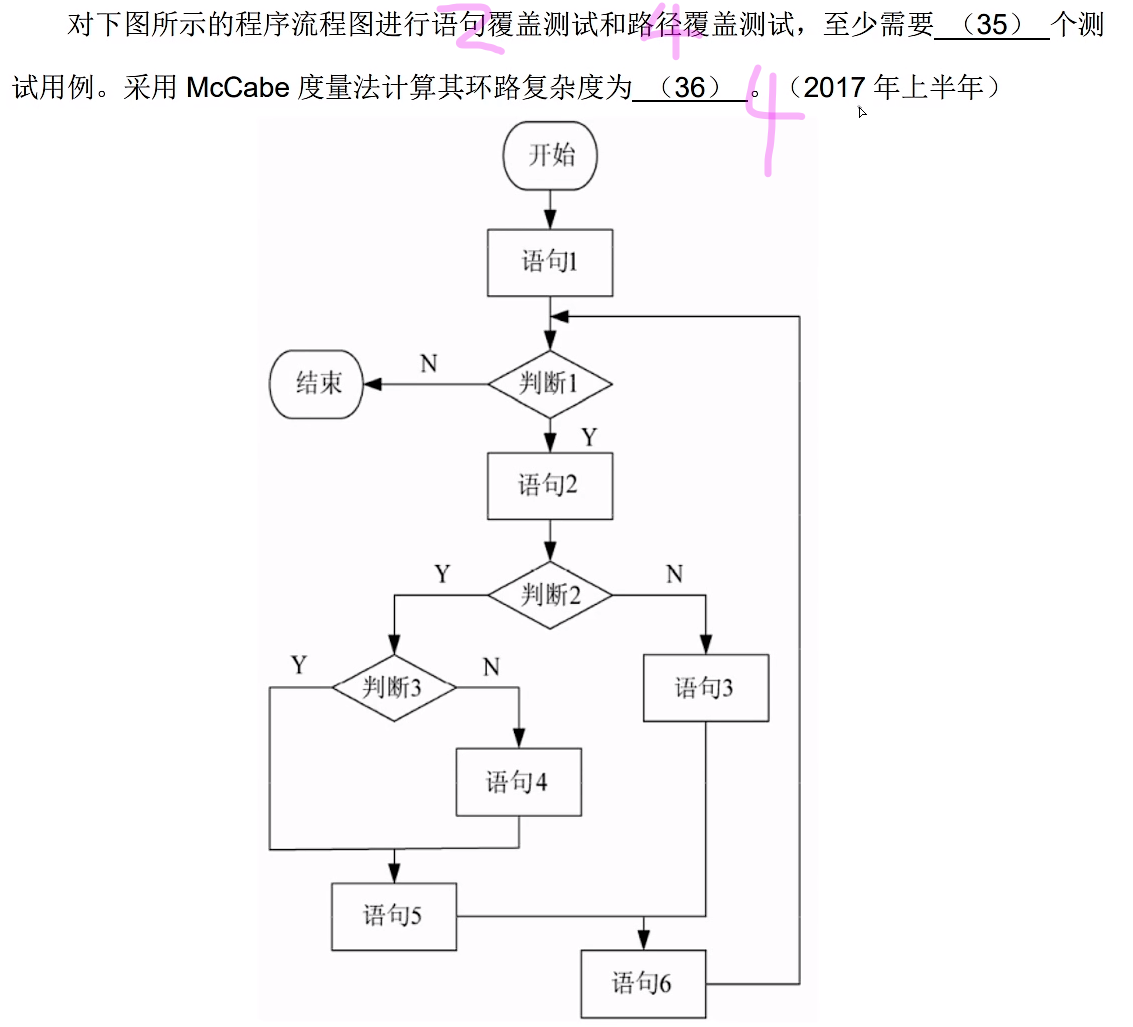 对下图所示的程序流程图进行语句覆盖测试和路径覆盖测试，至少需要 （35） 个测
2 4
试用例。采用 McCabe 度量法计算其环路复杂度为 （36） 。（2017 年上半年）
4
开始
语句1
N
结束
判断1
Y
语句2
Y
判断2
N
Y
判断3
N
语句3
语句4
语句5
语句6